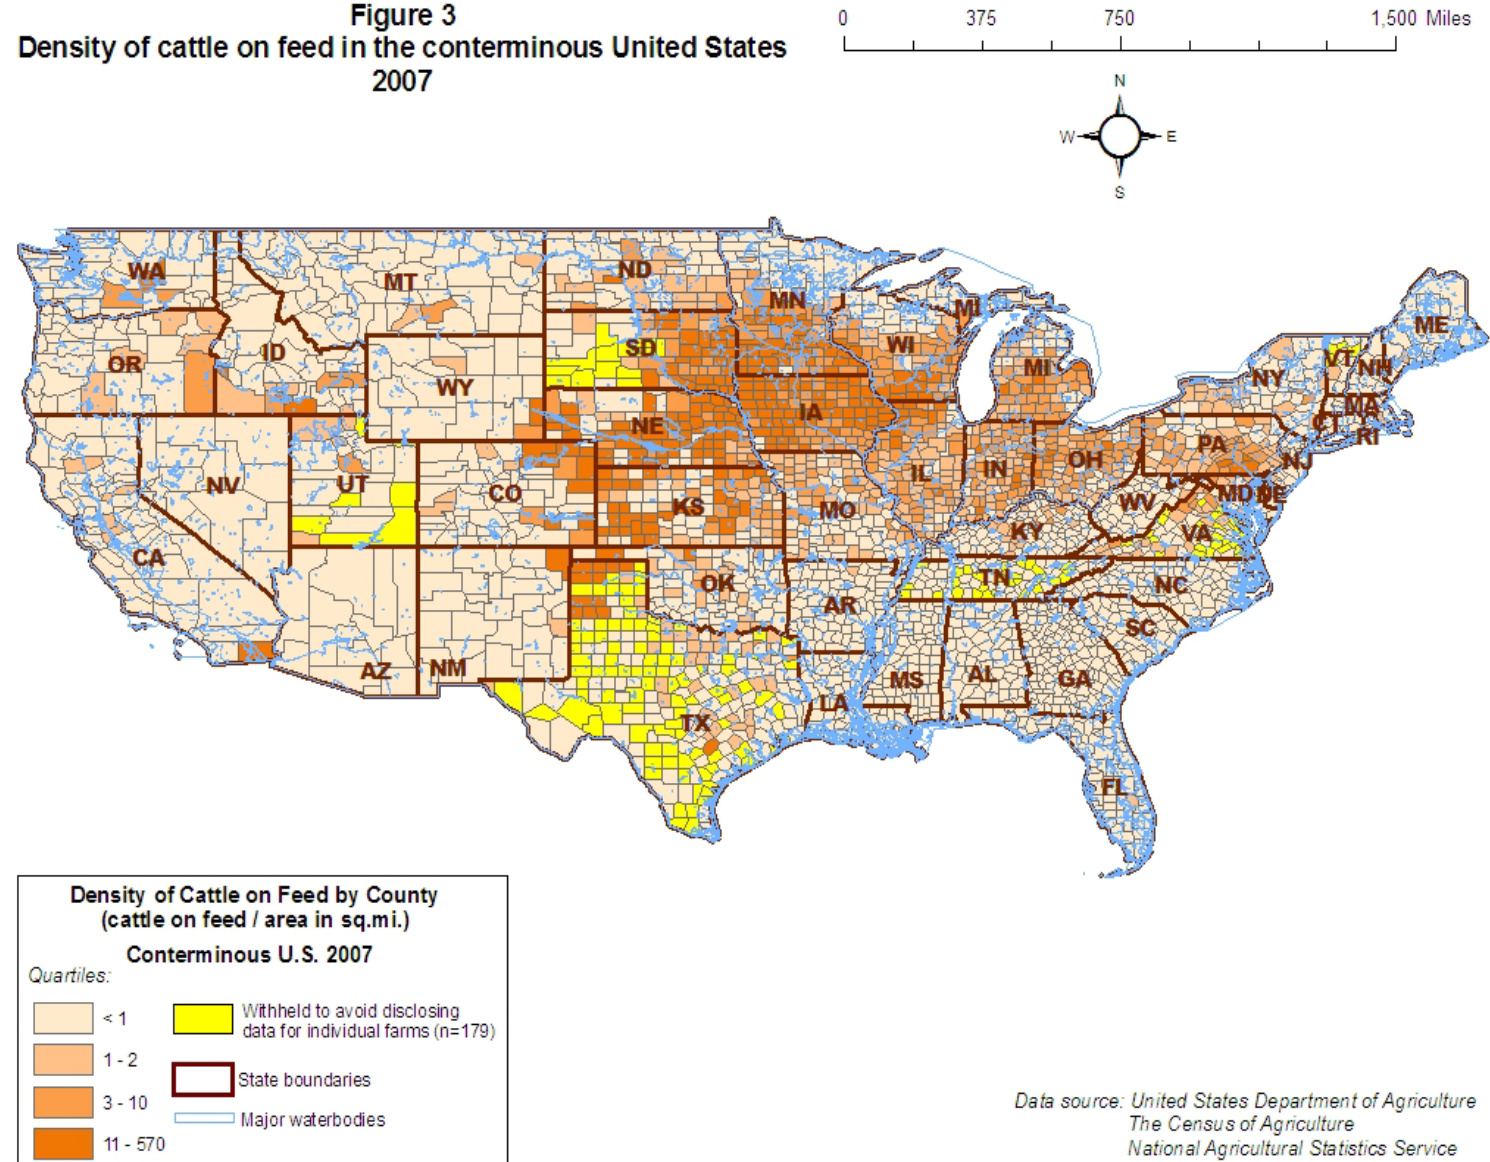 Figure 3
Density of cattle on feed in the conterminous United States
2007
0 375 750 1,500 Miles
N
W E
S
WA
MT
ND
MN
MI
ME
OR
ID
SD
WI
MI
VT
NH
WY
NY
MA
CT
RI
NE
IA
PA
NJ
NV
UT
CO
IL
IN
OH
MD
DE
KS
MO
WV
VA
CA
KY
OK
TN
NC
AR
SC
AZ
NM
MS
AL
GA
TX
LA
FL
Density of Cattle on Feed by County
(cattle on feed / area in sq.mi.)
Conterminous U.S. 2007
Quartiles:
< 1
1 - 2
3 - 10
11 - 570
Withheld to avoid disclosing
data for individual farms (n=179)
State boundaries
Major waterbodies
Data source: United States Department of Agriculture
The Census of Agriculture
National Agricultural Statistics Service